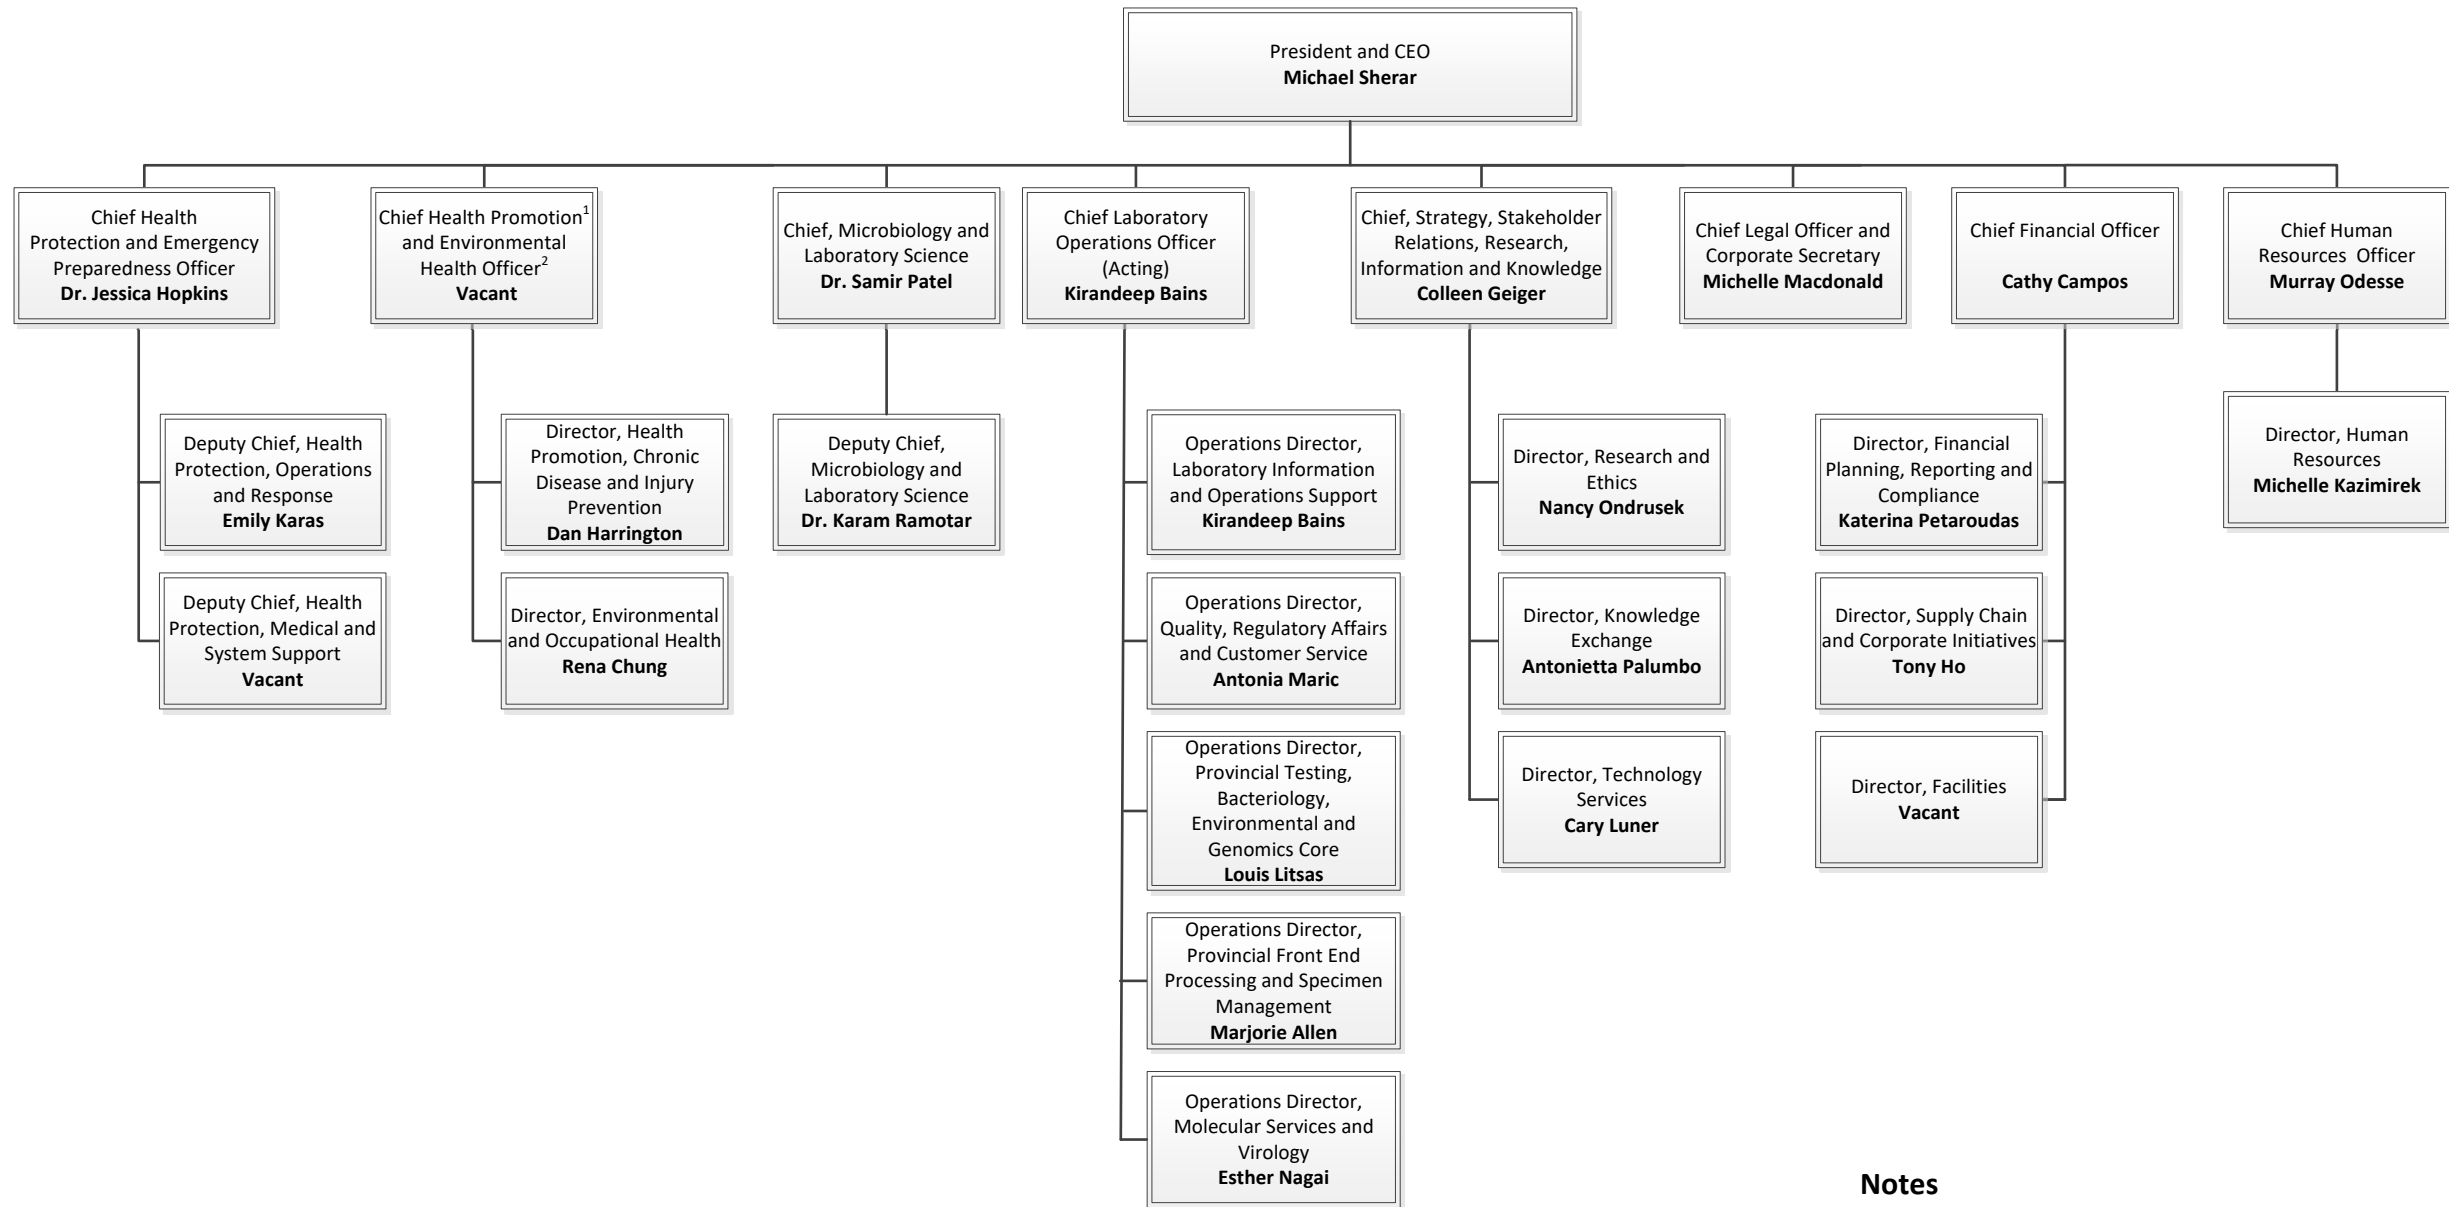 President and CEO
Michael Sherar
Chief Health
Protection and Emergency
Preparedness Officer
Dr. Jessica Hopkins
Chief Health Promotion1
and Environmental
Health Officer2
Vacant
Chief, Microbiology and
Laboratory Science
Dr. Samir Patel
Chief Laboratory
Operations Officer
(Acting)
Kirandeep Bains
Chief, Strategy, Stakeholder
Relations, Research,
Information and Knowledge
Colleen Geiger
Chief Legal Officer and
Corporate Secretary
Michelle Macdonald
Chief Financial Officer
Cathy Campos
Chief Human
Resources Officer
Murray Odesse
Deputy Chief, Health
Protection, Operations
and Response
Emily Karas
Deputy Chief, Health
Protection, Medical and
System Support
Vacant
Director, Health
Promotion, Chronic
Disease and Injury
Prevention
Dan Harrington
Director, Environmental
and Occupational Health
Rena Chung
Deputy Chief,
Microbiology and
Laboratory Science
Dr. Karam Ramotar
Operations Director,
Laboratory Information
and Operations Support
Kirandeep Bains
Operations Director,
Quality, Regulatory Affairs
and Customer Service
Antonia Maric
Operations Director,
Provincial Testing,
Bacteriology,
Environmental and
Genomics Core
Louis Litsas
Operations Director,
Provincial Front End
Processing and Specimen
Management
Marjorie Allen
Operations Director,
Molecular Services and
Virology
Esther Nagai
Director, Research and
Ethics
Nancy Ondrusek
Director, Knowledge
Exchange
Antonietta Palumbo
Director, Technology
Services
Cary Luner
Director, Financial
Planning, Reporting and
Compliance
Katerina Petaroudas
Director, Supply Chain
and Corporate Initiatives
Tony Ho
Director, Facilities
Vacant
Director, Human
Resources
Michelle Kazimirek
Notes